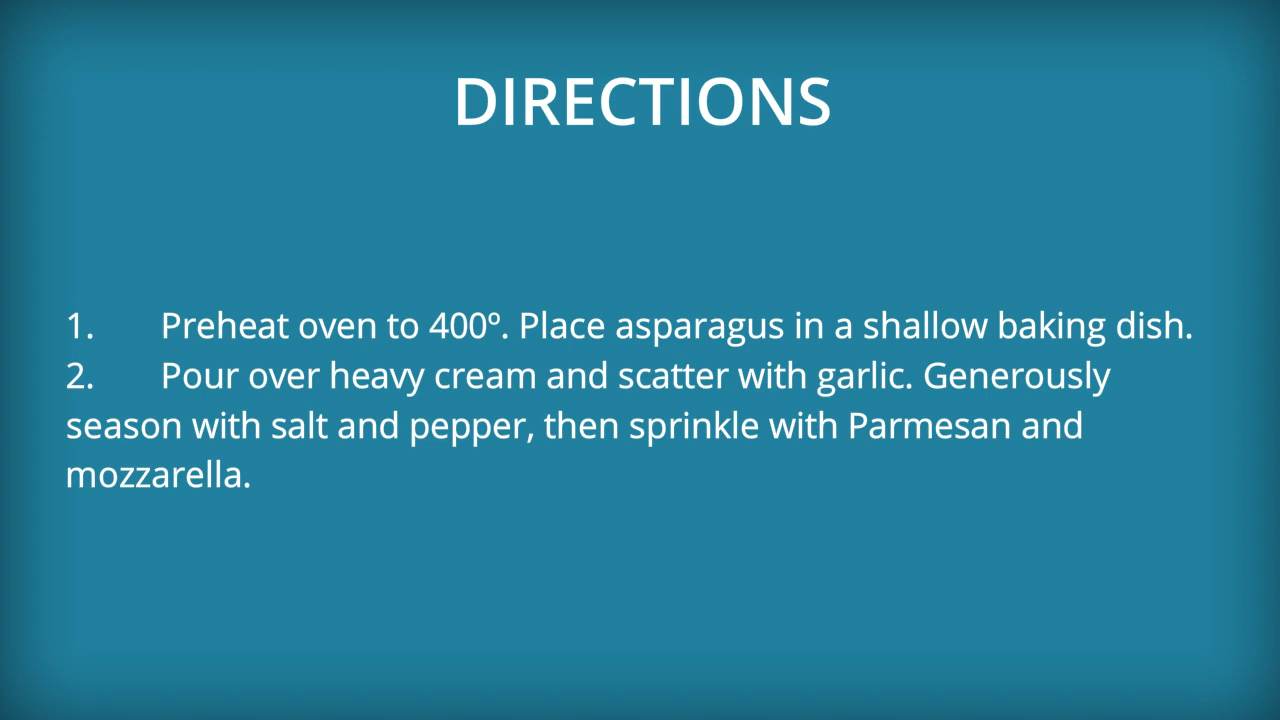 DIRECTIONS
1. Preheat oven to 400º. Place asparagus in a shallow baking dish.
2. Pour over heavy cream and scatter with garlic. Generously
season with salt and pepper, then sprinkle with Parmesan and
mozzarella.